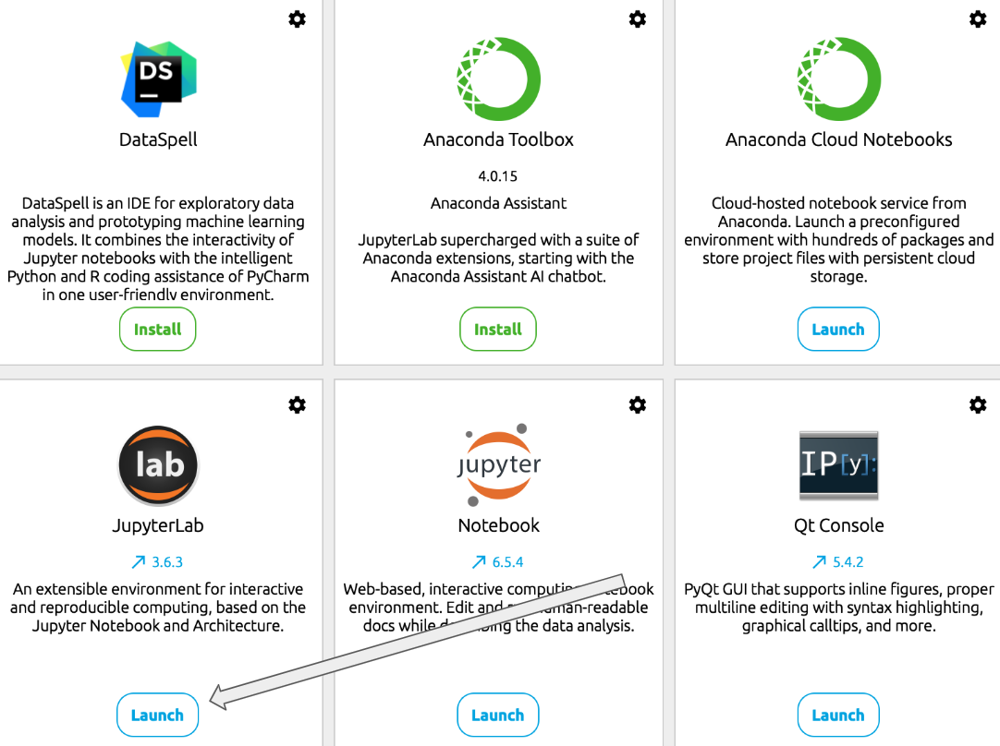 DS
DataSpell
DataSpell is an IDE for exploratory data
analysis and prototyping machine learning
models. It combines the interactivity of
Jupyter notebooks with the intelligent
Python and R coding assistance of PyCharm
in one user-friendly environment.
Install
Anaconda Toolbox
4.0.15
Anaconda Assistant
JupyterLab supercharged with a suite of
Anaconda extensions, starting with the
Anaconda Assistant AI chatbot.
Install
Anaconda Cloud Notebooks
Cloud-hosted notebook service from
Anaconda. Launch a preconfigured
environment with hundreds of packages and
store project files with persistent cloud
storage.
Launch
lab
JupyterLab
3.6.3
An extensible environment for interactive
and reproducible computing, based on the
Jupyter Notebook and Architecture.
Launch
jupyter
Notebook
6.5.4
Web-based, interactive computing notebook
environment. Edit and human-readable
docs while the data analysis.
Launch
IP[y]:
Qt Console
5.4.2
PyQt GUI that supports inline figures, proper
multiline editing with syntax highlighting,
graphical calltips, and more.
Launch